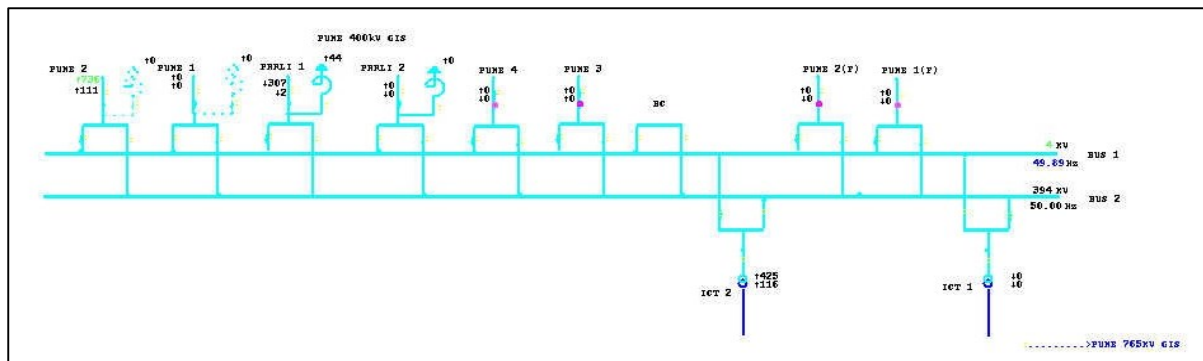 PUNE 400kV GIS
PUNE 2
↑0
PUNE 1
↑0
PARLI 1
↑44
PARLI 2
↑0
PUNE 4
PUNE 3
PUNE 2(F)
PUNE 1(F)
↑736
↑111
↑0
↑0
↓307
↓2
↑0
↓0
↑0
↓0
↑0
↑0
BC
↑0
↓0
↑0
↓0
4 KV
BUS 1
49.89 Hz
394 KV
BUS 2
50.00 Hz
ICT 2
↑425
↑116
ICT 1
↓0
↓0
.........>PUNE 765KV GIS